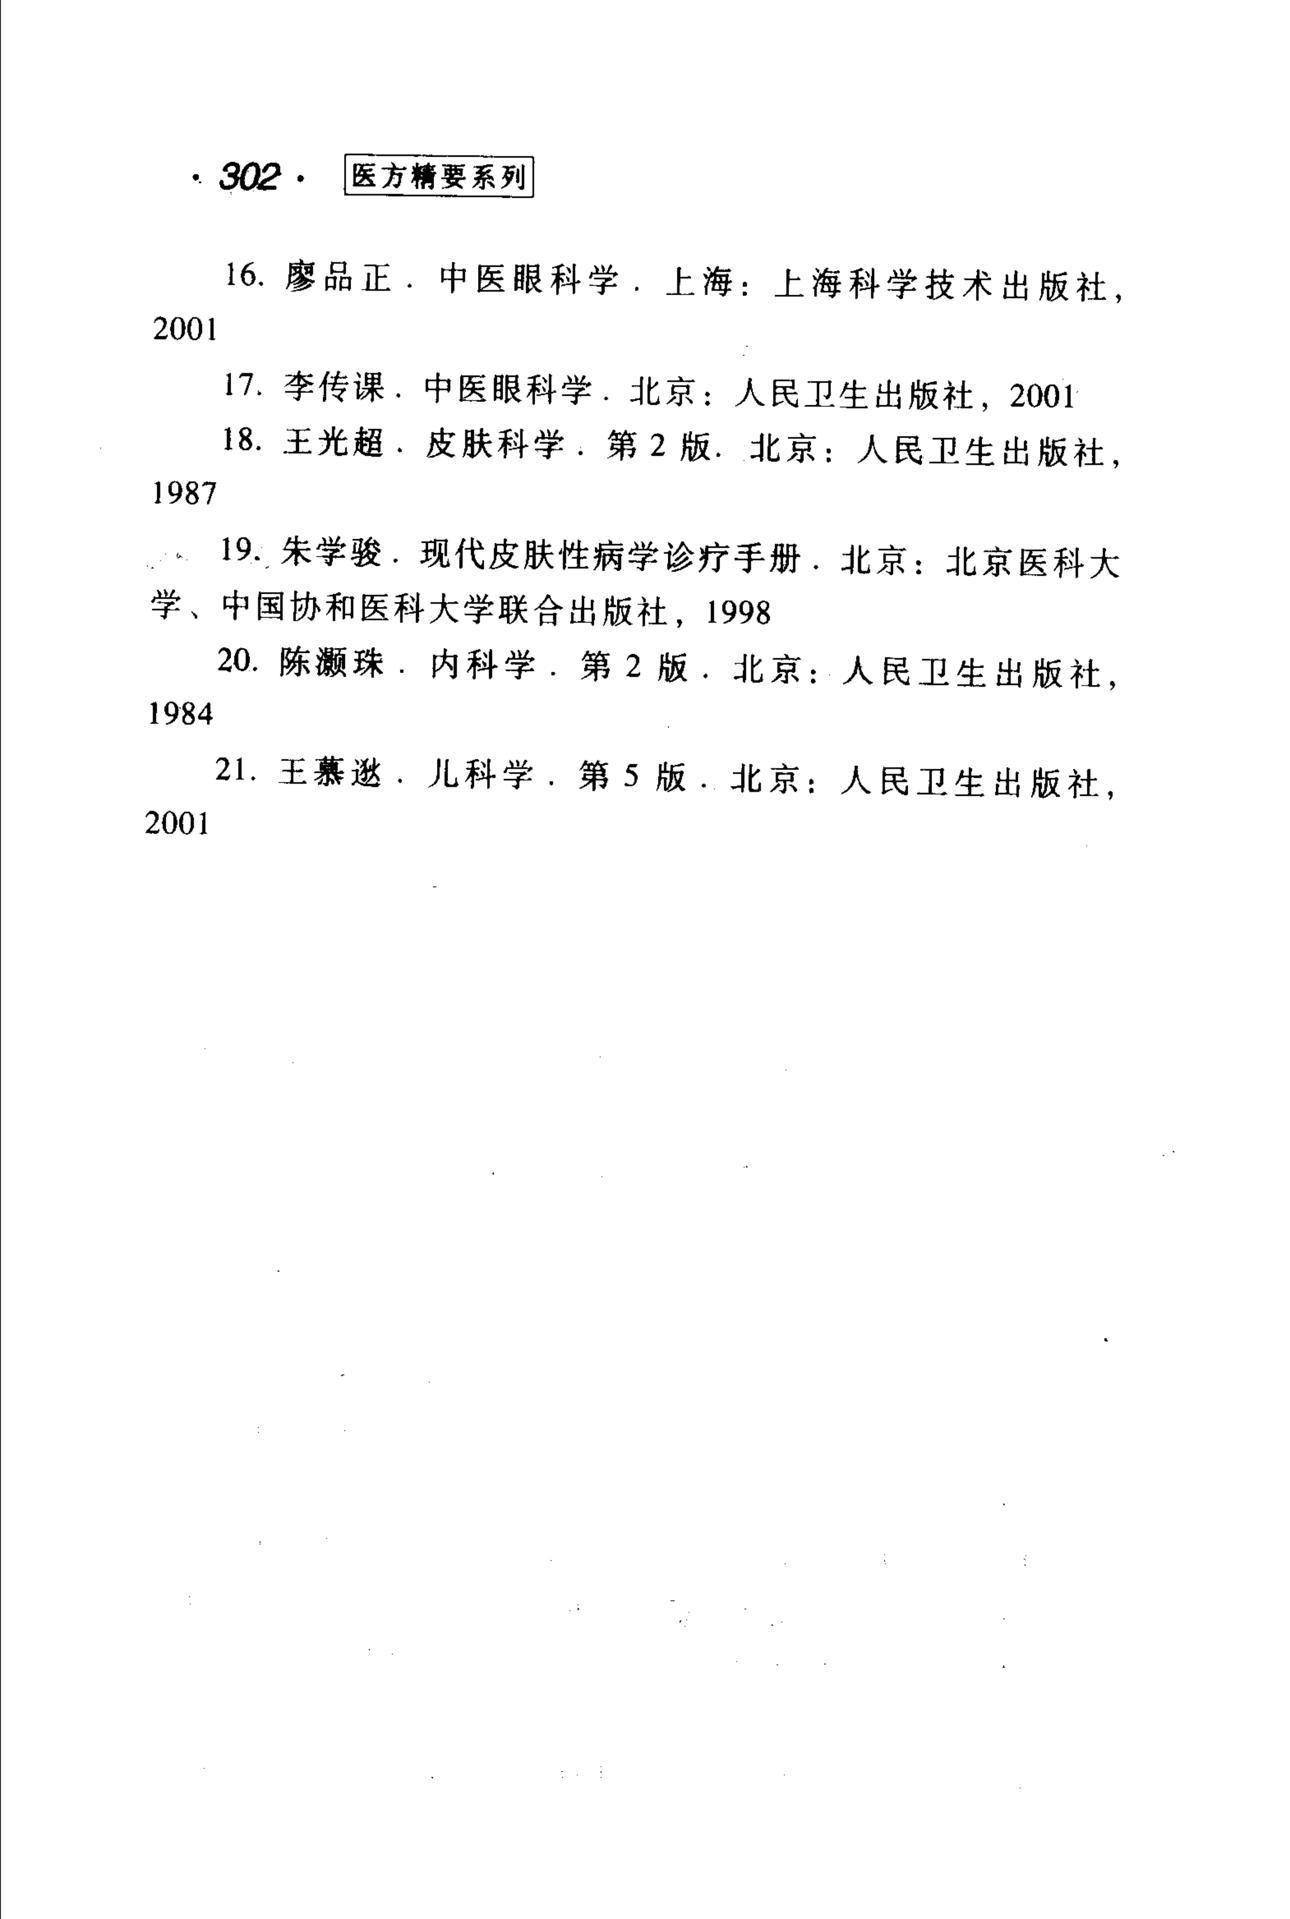 · 302 · 医方精要系列
16. 廖品正．中医眼科学．上海：上海科学技术出版社，
2001
17. 李传课．中医眼科学．北京：人民卫生出版社，2001
18. 王光超．皮肤科学．第 2 版．北京：人民卫生出版社，
1987
19. 朱学骏．现代皮肤性病学诊疗手册．北京：北京医科大
学、中国协和医科大学联合出版社，1998
20. 陈灏珠．内科学．第 2 版．北京：人民卫生出版社，
1984
21. 王慕逖．儿科学．第 5 版．北京：人民卫生出版社，
2001